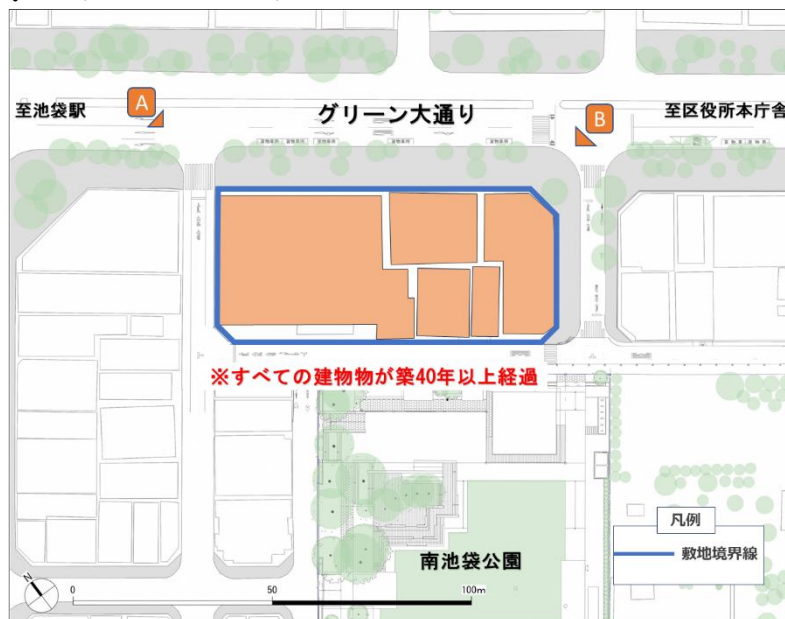 至池袋駅
A
グリーン大通り
B
至区役所本庁舎
※すべての建物物が築40年以上経過
南池袋公園
凡例
敷地境界線
N
0
50
100m